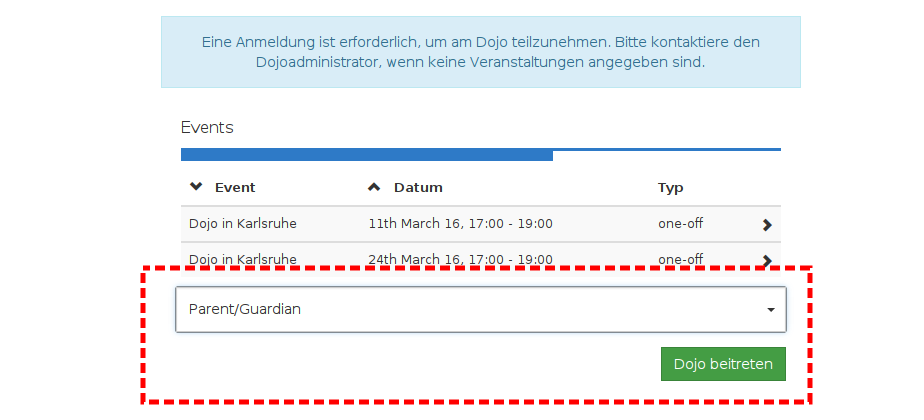 Eine Anmeldung ist erforderlich, um am Dojo teilzunehmen. Bitte kontaktiere den
Dojoadministrator, wenn keine Veranstaltungen angegeben sind.
Events
Event Datum Typ
Dojo in Karlsruhe 11th March 16, 17:00 - 19:00 one-off
Dojo in Karlsruhe 24th March 16, 17:00 - 19:00 one-off
Parent/Guardian
Dojo beitreten